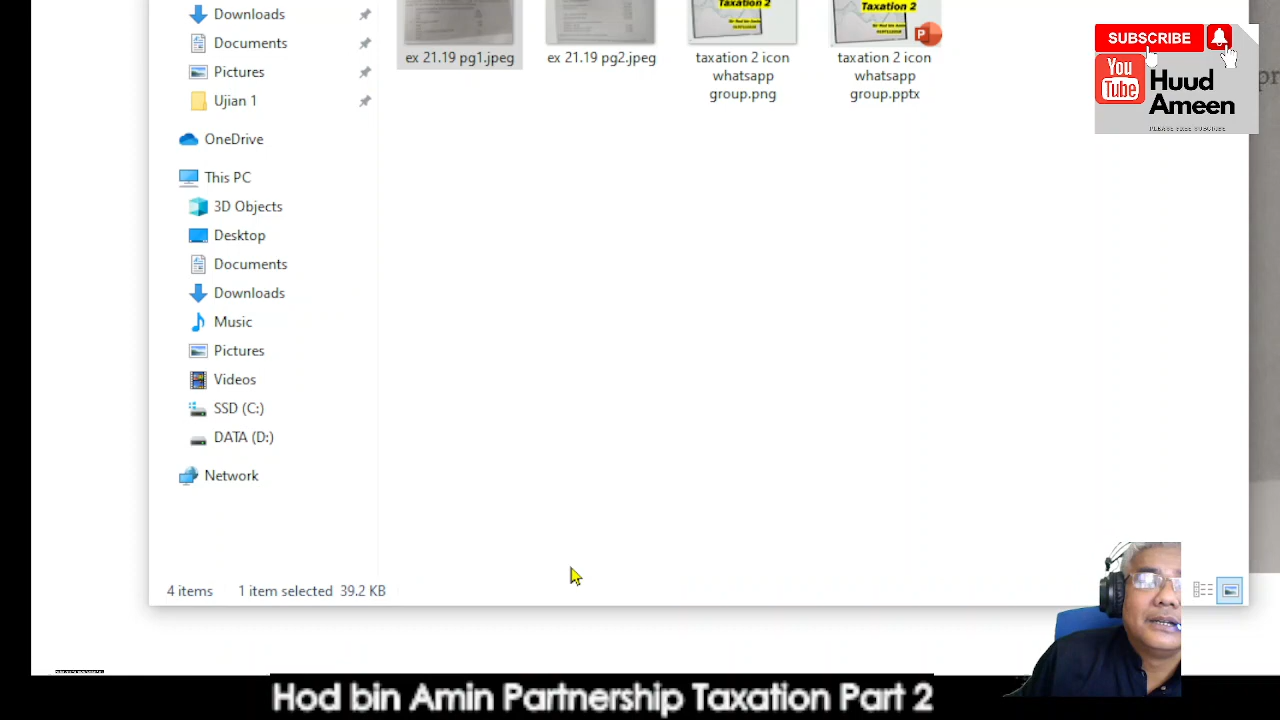 Downloads
Documents
Pictures
Ujian 1
OneDrive
This PC
3D Objects
Desktop
Documents
Downloads
Music
Pictures
Videos
SSD (C:)
DATA (D:)
Network
4 items 1 item selected 39.2 KB
ex 21.19 pg1.jpeg
ex 21.19 pg2.jpeg
Taxation 2
taxation 2 icon
whatsapp
group.png
Taxation 2
P
taxation 2 icon
whatsapp
group.pptx
SUBSCRIBE
You
Tube
Huud
Ameen
PLEASE FREE SUBCRIBE
Hod bin Amin Partnership Taxation Part 2